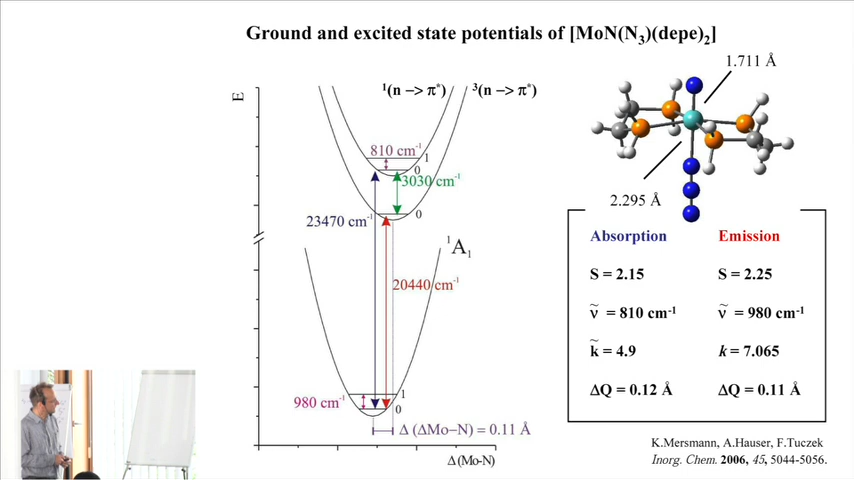 Ground and excited state potentials of [MoN(N₃)(depe)₂]
E
¹(n –> π*)
³(n –> π*)
1.711 Å
810 cm⁻¹
1
0
3030 cm⁻¹
0
2.295 Å
23470 cm⁻¹
¹A₁
20440 cm⁻¹
980 cm⁻¹
1
0
Δ (ΔMo–N) = 0.11 Å
Δ(Mo-N)
Absorption Emission
S = 2.15 S = 2.25
ṽ = 810 cm⁻¹ ṽ = 980 cm⁻¹
k̃ = 4.9 k = 7.065
ΔQ = 0.12 Å ΔQ = 0.11 Å
K.Mersmann, A.Hauser, F.Tuczek
Inorg. Chem. 2006, 45, 5044-5056.